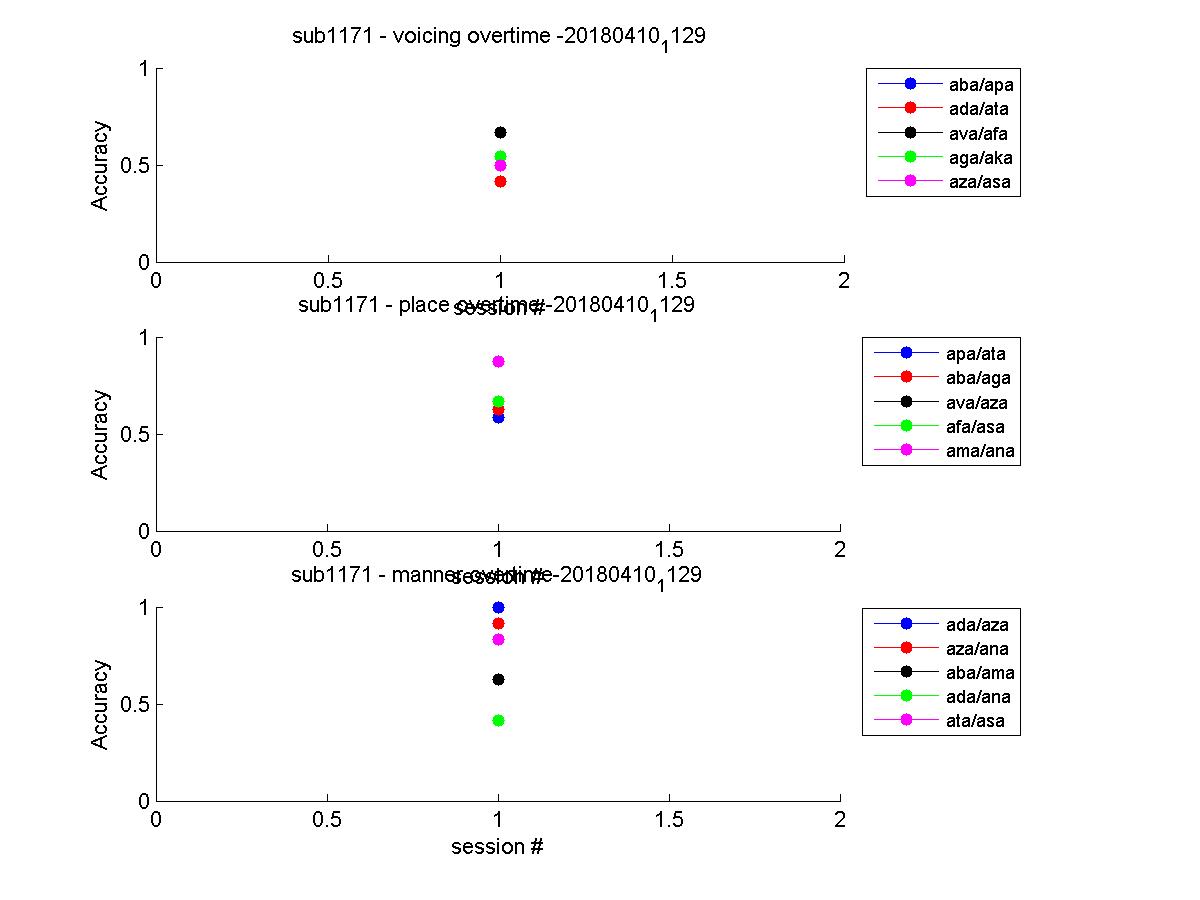 sub1171 - voicing overtime -20180410₁129
1
0.5
0
Accuracy
0
0.5
1
1.5
2
session #
aba/apa
ada/ata
ava/afa
aga/aka
aza/asa
sub1171 - place overtime -20180410₁129
1
0.5
0
Accuracy
0
0.5
1
1.5
2
session #
apa/ata
aba/aga
ava/aza
afa/asa
ama/ana
sub1171 - manner overtime-20180410₁129
1
0.5
0
Accuracy
0
0.5
1
1.5
2
session #
ada/aza
aza/ana
aba/ama
ada/ana
ata/asa